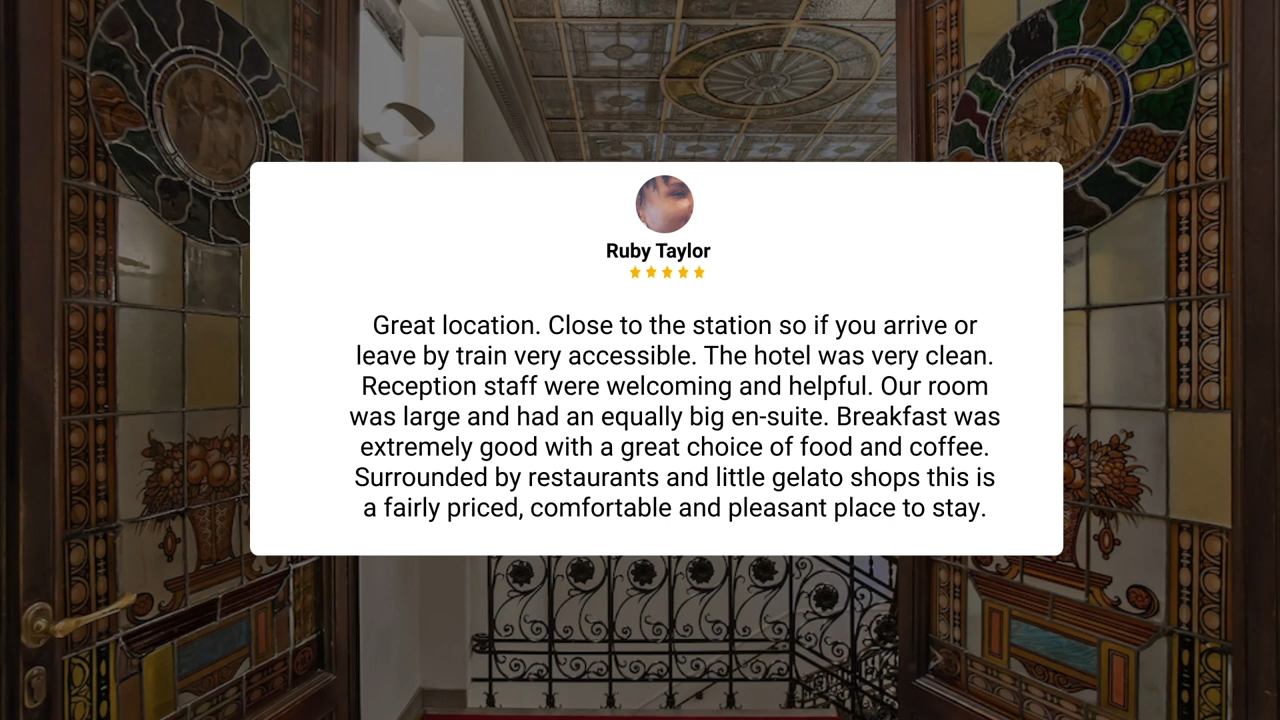 Ruby Taylor
Great location. Close to the station so if you arrive or
leave by train very accessible. The hotel was very clean.
Reception staff were welcoming and helpful. Our room
was large and had an equally big en-suite. Breakfast was
extremely good with a great choice of food and coffee.
Surrounded by restaurants and little gelato shops this is
a fairly priced, comfortable and pleasant place to stay.